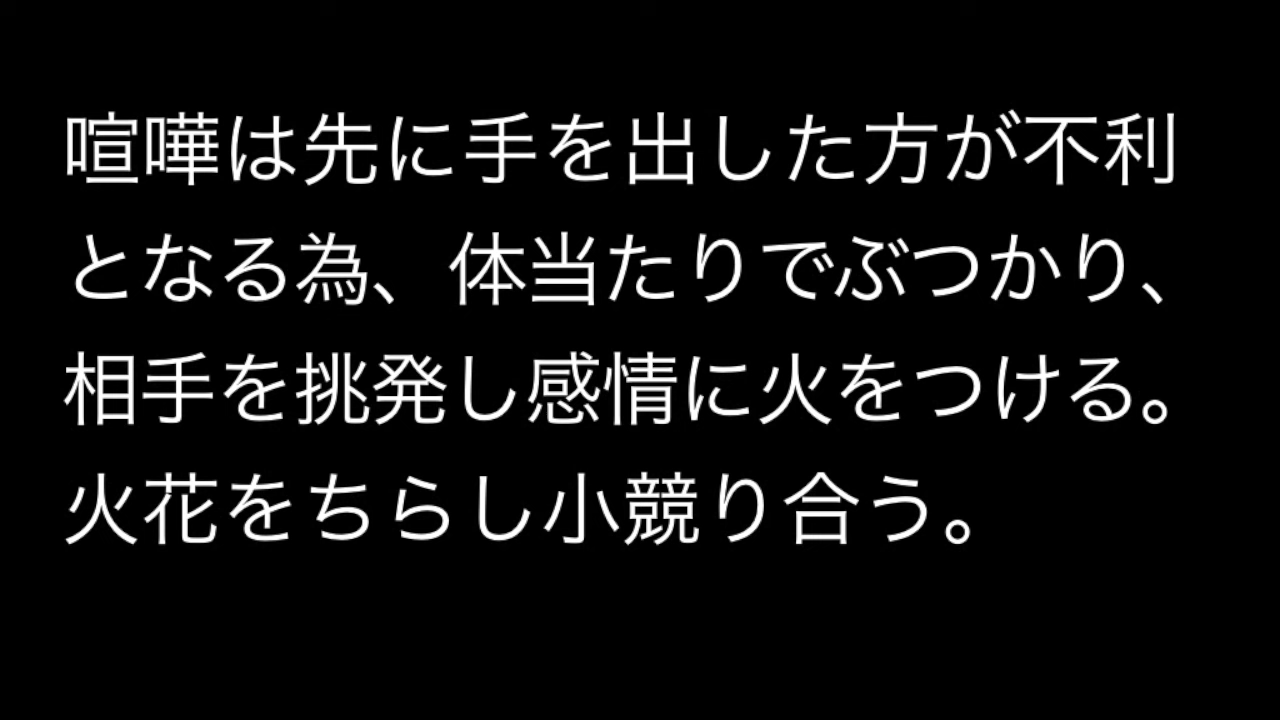 喧嘩は先に手を出した方が不利
となる為、体当たりでぶつかり、
相手を挑発し感情に火をつける。
火花をちらし小競り合う。